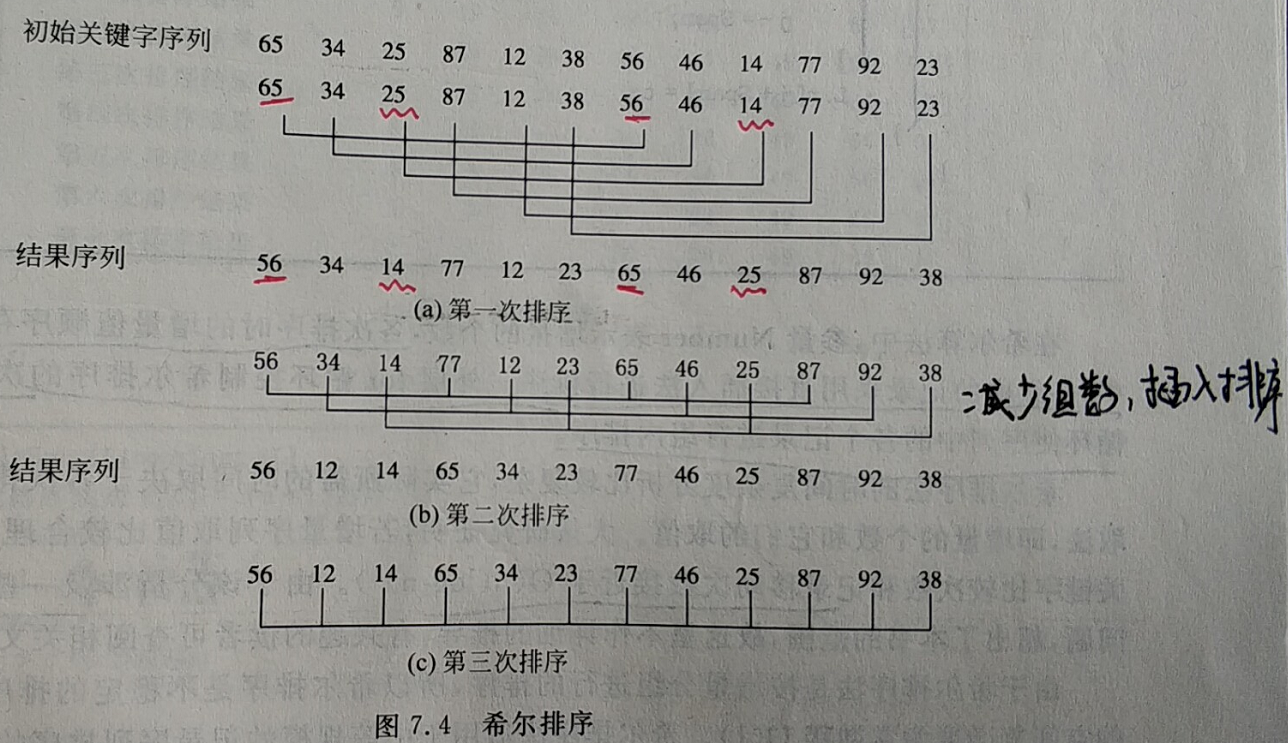 初始关键字序列 65 34 25 87 12 38 56 46 14 77 92 23
65 34 25 87 12 38 56 46 14 77 92 23
结果序列 56 34 14 77 12 23 65 46 25 87 92 38
(a) 第一次排序
56 34 14 77 12 23 65 46 25 87 92 38
:减少组数,插入排序
结果序列 56 12 14 65 34 23 77 46 25 87 92 38
(b) 第二次排序
56 12 14 65 34 23 77 46 25 87 92 38
(c) 第三次排序
图 7.4 希尔排序